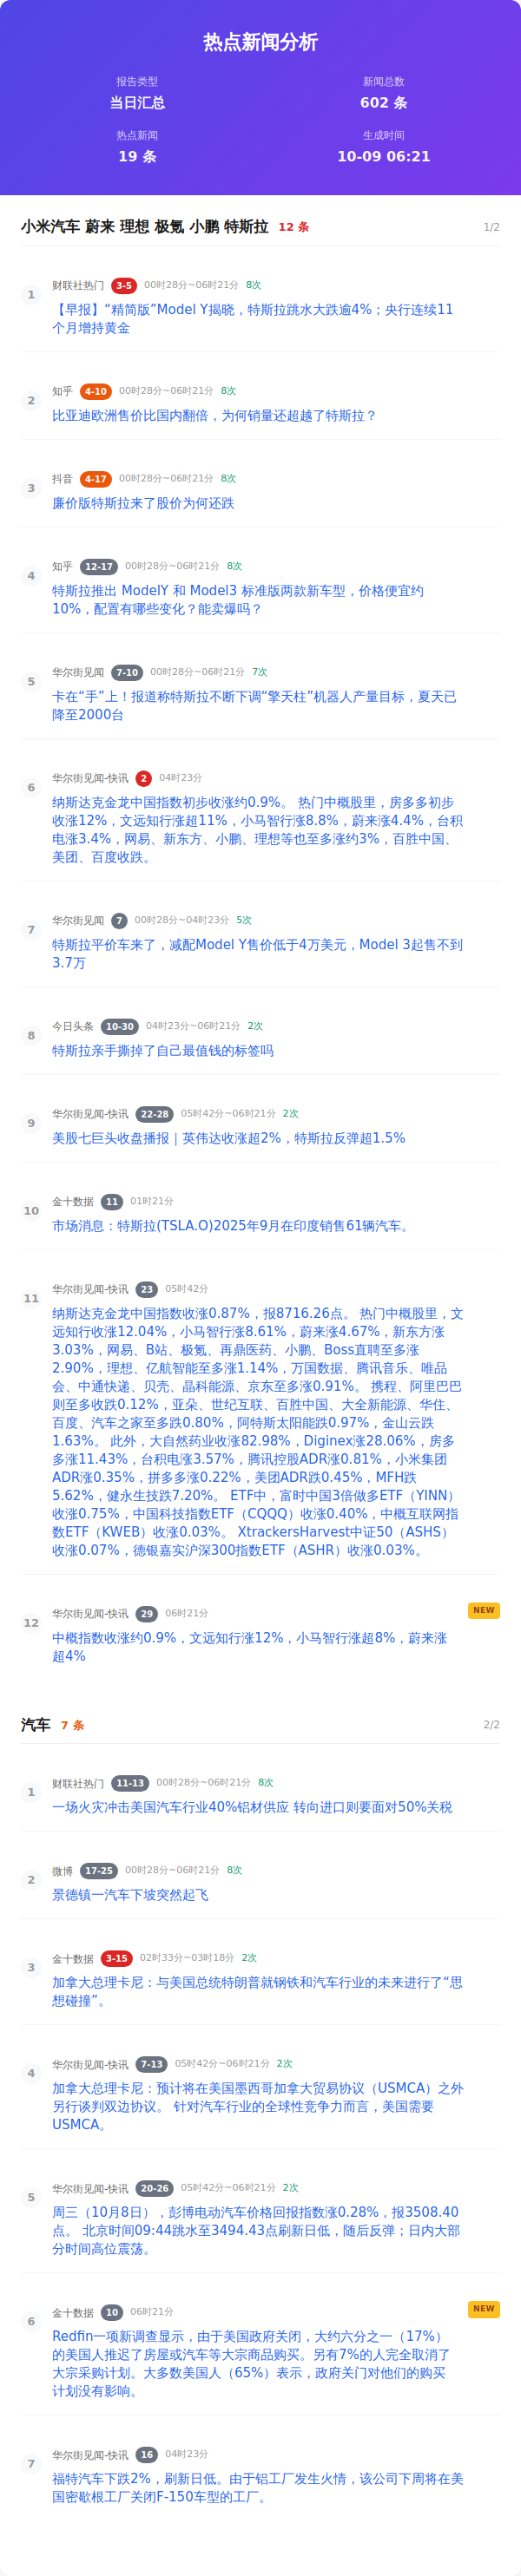 热点新闻分析
报告类型
当日汇总
新闻总数
602 条
热点新闻
19 条
生成时间
10-09 06:21
小米汽车 蔚来 理想 极氪 小鹏 特斯拉 12 条 1/2
1
财联社热门 3-5 00时28分~06时21分 8次
【早报】“精简版”Model Y揭晓，特斯拉跳水大跌逾4%；央行连续11
个月增持黄金
2
知乎 4-10 00时28分~06时21分 8次
比亚迪欧洲售价比国内翻倍，为何销量还超越了特斯拉？
3
抖音 4-17 00时28分~06时21分 8次
廉价版特斯拉来了股价为何还跌
4
知乎 12-17 00时28分~06时21分 8次
特斯拉推出 ModelY 和 Model3 标准版两款新车型，价格便宜约
10%，配置有哪些变化？能卖爆吗？
5
华尔街见闻 7-10 00时28分~06时21分 7次
卡在“手”上！报道称特斯拉不断下调“擎天柱”机器人产量目标，夏天已
降至2000台
6
华尔街见闻-快讯 2 04时23分
纳斯达克金龙中国指数初步收涨约0.9%。 热门中概股里，房多多初步
收涨12%，文远知行涨超11%，小马智行涨8.8%，蔚来涨4.4%，台积
电涨3.4%，网易、新东方、小鹏、理想等也至多涨约3%，百胜中国、
美团、百度收跌。
7
华尔街见闻 7 00时28分~04时23分 5次
特斯拉平价车来了，减配Model Y售价低于4万美元，Model 3起售不到
3.7万
8
今日头条 10-30 04时23分~06时21分 2次
特斯拉亲手撕掉了自己最值钱的标签吗
9
华尔街见闻-快讯 22-28 05时42分~06时21分 2次
美股七巨头收盘播报｜英伟达收涨超2%，特斯拉反弹超1.5%
10
金十数据 11 01时21分
市场消息：特斯拉(TSLA.O)2025年9月在印度销售61辆汽车。
11
华尔街见闻-快讯 23 05时42分
纳斯达克金龙中国指数收涨0.87%，报8716.26点。 热门中概股里，文
远知行收涨12.04%，小马智行涨8.61%，蔚来涨4.67%，新东方涨
3.03%，网易、B站、极氪、再鼎医药、小鹏、Boss直聘至多涨
2.90%，理想、亿航智能至多涨1.14%，万国数据、腾讯音乐、唯品
会、中通快递、贝壳、晶科能源、京东至多涨0.91%。 携程、阿里巴巴
则至多收跌0.12%，亚朵、世纪互联、百胜中国、大全新能源、华住、
百度、汽车之家至多跌0.80%，阿特斯太阳能跌0.97%，金山云跌
1.63%。 此外，大自然药业收涨82.98%，Diginex涨28.06%，房多
多涨11.43%，台积电涨3.57%，腾讯控股ADR涨0.81%，小米集团
ADR涨0.35%，拼多多涨0.22%，美团ADR跌0.45%，MFH跌
5.62%，健永生技跌7.20%。 ETF中，富时中国3倍做多ETF（YINN）
收涨0.75%，中国科技指数ETF（CQQQ）收涨0.40%，中概互联网指
数ETF（KWEB）收涨0.03%。 XtrackersHarvest中证50（ASHS）
收涨0.07%，德银嘉实沪深300指数ETF（ASHR）收涨0.03%。
12
华尔街见闻-快讯 29 06时21分 NEW
中概指数收涨约0.9%，文远知行涨12%，小马智行涨超8%，蔚来涨
超4%
汽车 7 条 2/2
1
财联社热门 11-13 00时28分~06时21分 8次
一场火灾冲击美国汽车行业40%铝材供应 转向进口则要面对50%关税
2
微博 17-25 00时28分~06时21分 8次
景德镇一汽车下坡突然起飞
3
金十数据 3-15 02时33分~03时18分 2次
加拿大总理卡尼：与美国总统特朗普就钢铁和汽车行业的未来进行了“思
想碰撞”。
4
华尔街见闻-快讯 7-13 05时42分~06时21分 2次
加拿大总理卡尼：预计将在美国墨西哥加拿大贸易协议（USMCA）之外
另行谈判双边协议。 针对汽车行业的全球性竞争力而言，美国需要
USMCA。
5
华尔街见闻-快讯 20-26 05时42分~06时21分 2次
周三（10月8日），彭博电动汽车价格回报指数涨0.28%，报3508.40
点。 北京时间09:44跳水至3494.43点刷新日低，随后反弹；日内大部
分时间高位震荡。
6
金十数据 10 06时21分 NEW
Redfin一项新调查显示，由于美国政府关闭，大约六分之一（17%）
的美国人推迟了房屋或汽车等大宗商品购买。另有7%的人完全取消了
大宗采购计划。大多数美国人（65%）表示，政府关门对他们的购买
计划没有影响。
7
华尔街见闻-快讯 16 04时23分
福特汽车下跌2%，刷新日低。由于铝工厂发生火情，该公司下周将在美
国密歇根工厂关闭F-150车型的工厂。